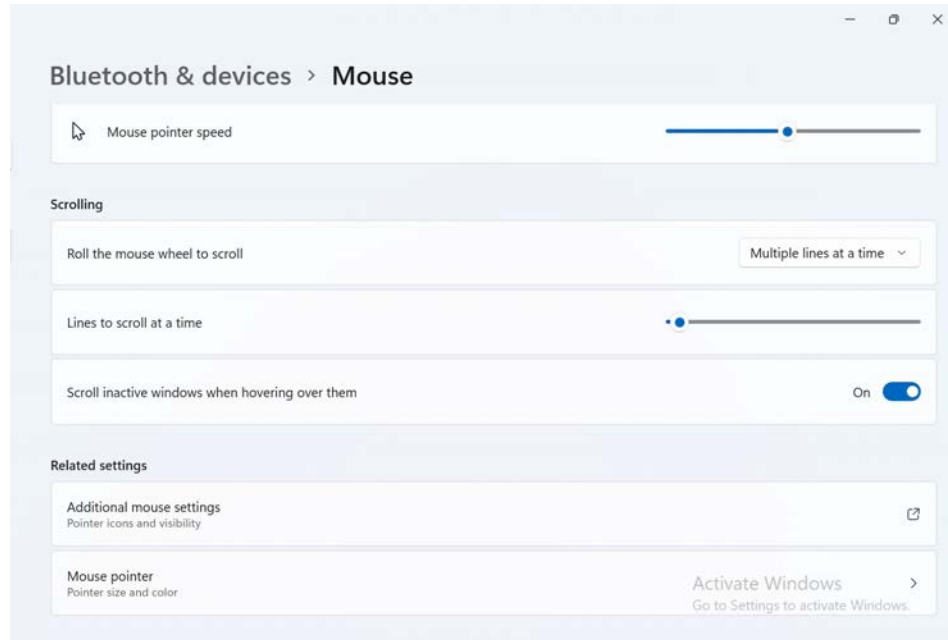 Bluetooth & devices > Mouse
Mouse pointer speed
Scrolling
Roll the mouse wheel to scroll
Multiple lines at a time
Lines to scroll at a time
Scroll inactive windows when hovering over them
On
Related settings
Additional mouse settings
Pointer icons and visibility
Mouse pointer
Pointer size and color
Activate Windows
Go to Settings to activate Windows.